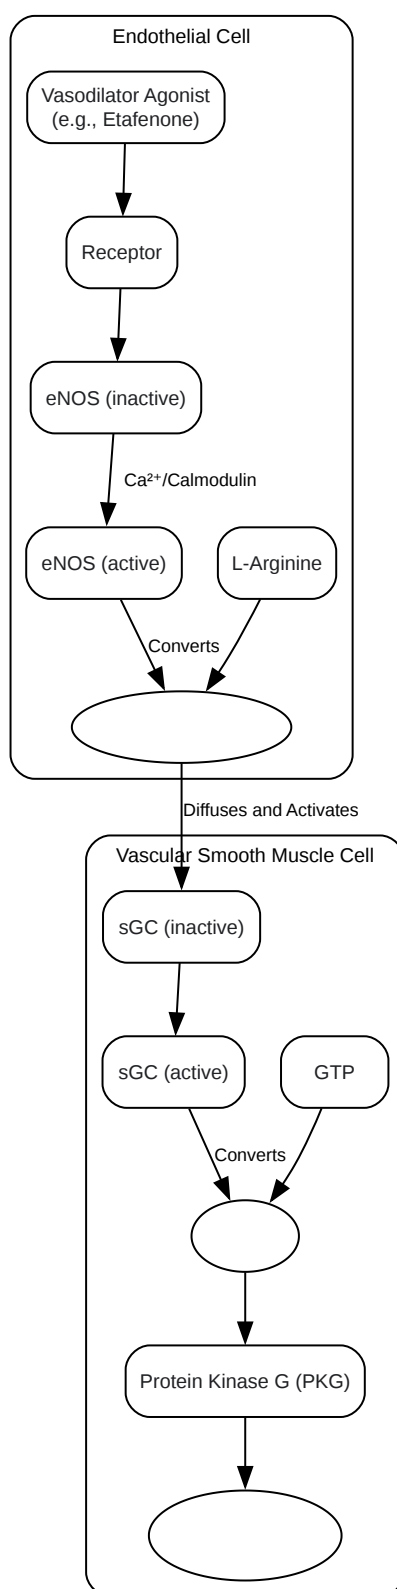 Endothelial Cell
Vasodilator Agonist
(e.g., Etafenone)
Receptor
eNOS (inactive)
Ca²⁺/Calmodulin
eNOS (active)
L-Arginine
Converts
Diffuses and Activates
Vascular Smooth Muscle Cell
sGC (inactive)
sGC (active)
GTP
Converts
Protein Kinase G (PKG)